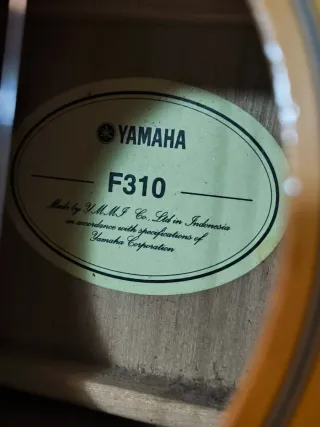 YAMAHA
F310
Made by Y.M.M.I Co. Ltd in Indonesia
in accordance with specifications of
Yamaha Corporation